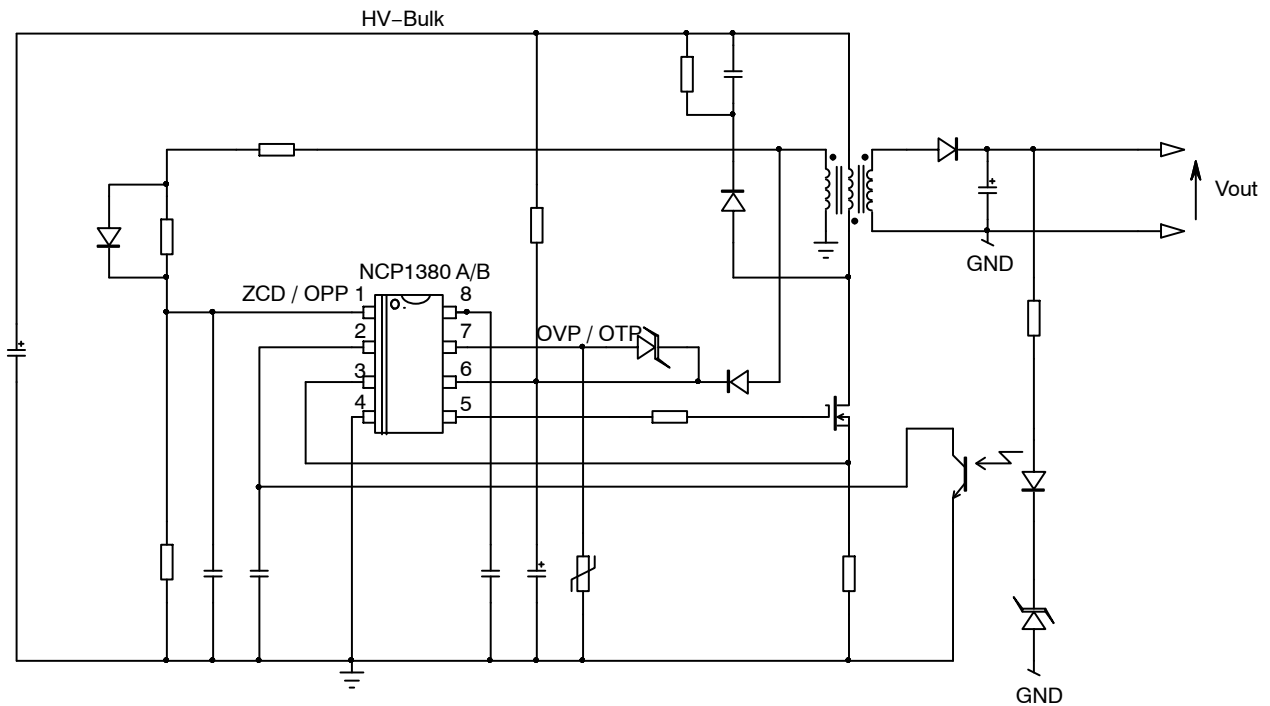 HV–Bulk
Vout
GND
NCP1380 A/B
ZCD / OPP 1
8
2
7
OVP / OTP
3
6
4
5
GND